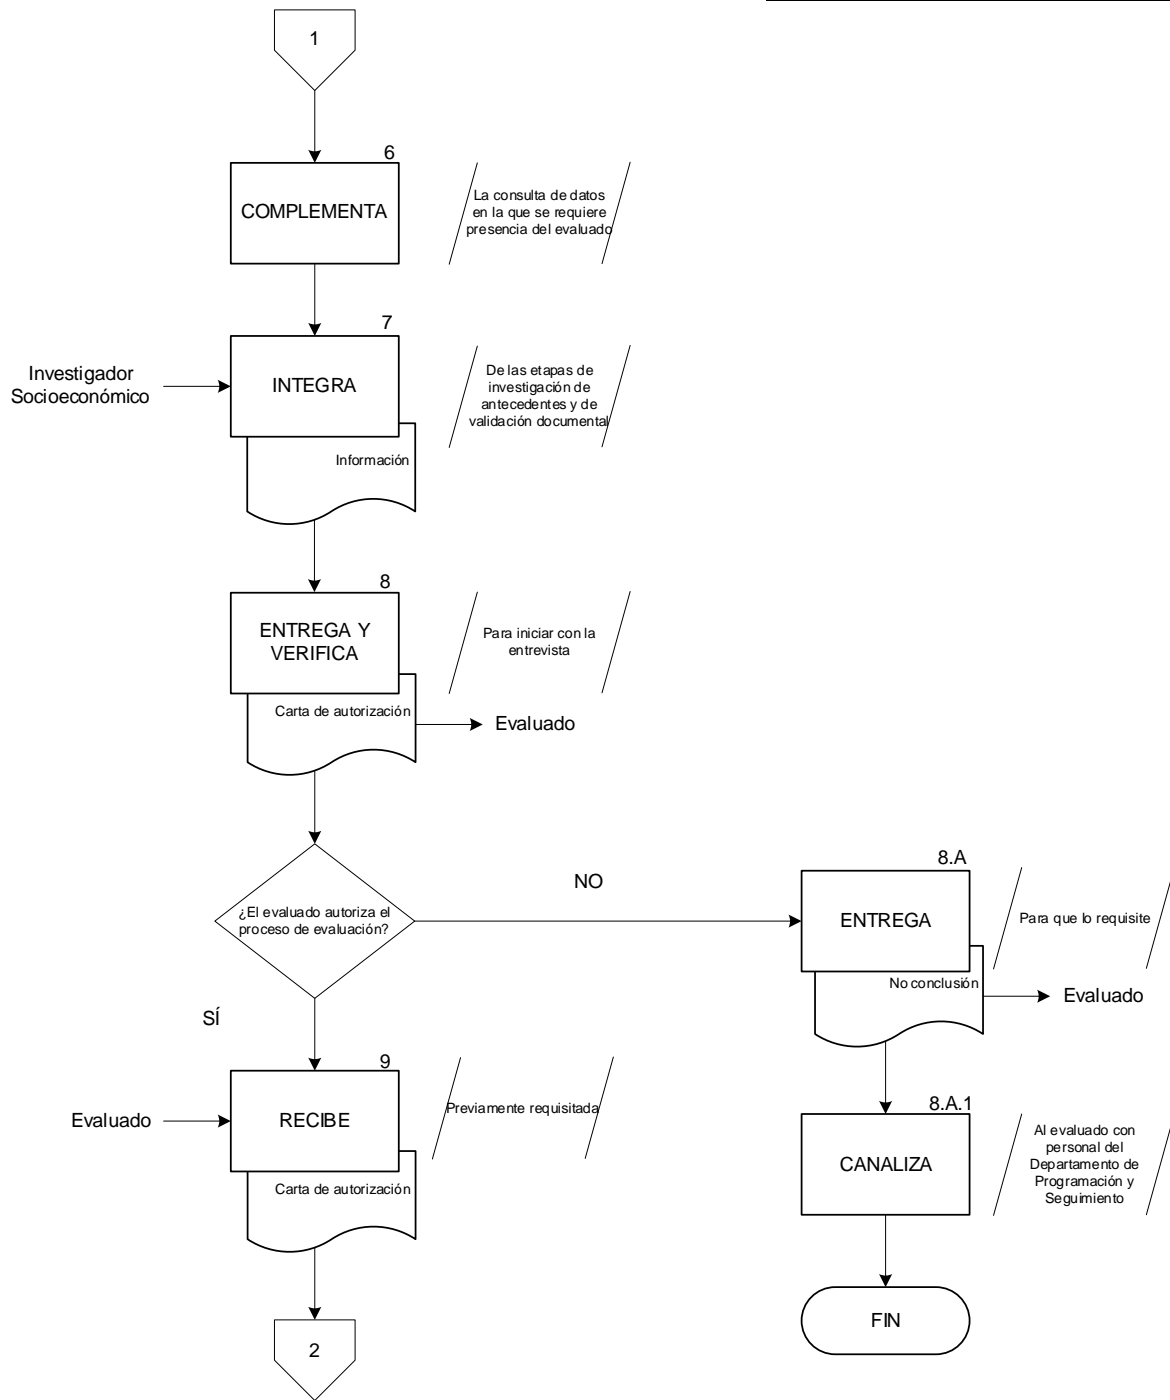 1
6
COMPLEMENTA
La consulta de datos
en la que se requiere
presencia del evaluado
7
Investigador
Socioeconómico
INTEGRA
De las etapas de
investigación de
antecedentes y de
validación documental
Información
8
ENTREGA Y
VERIFICA
Para iniciar con la
entrevista
Carta de autorización
Evaluado
¿El evaluado autoriza el
proceso de evaluación?
NO
8.A
ENTREGA
Para que lo requisite
No conclusión
Evaluado
SÍ
9
Evaluado
RECIBE
Previamente requisitada
Carta de autorización
8.A.1
CANALIZA
Al evaluado con
personal del
Departamento de
Programación y
Seguimiento
FIN
2